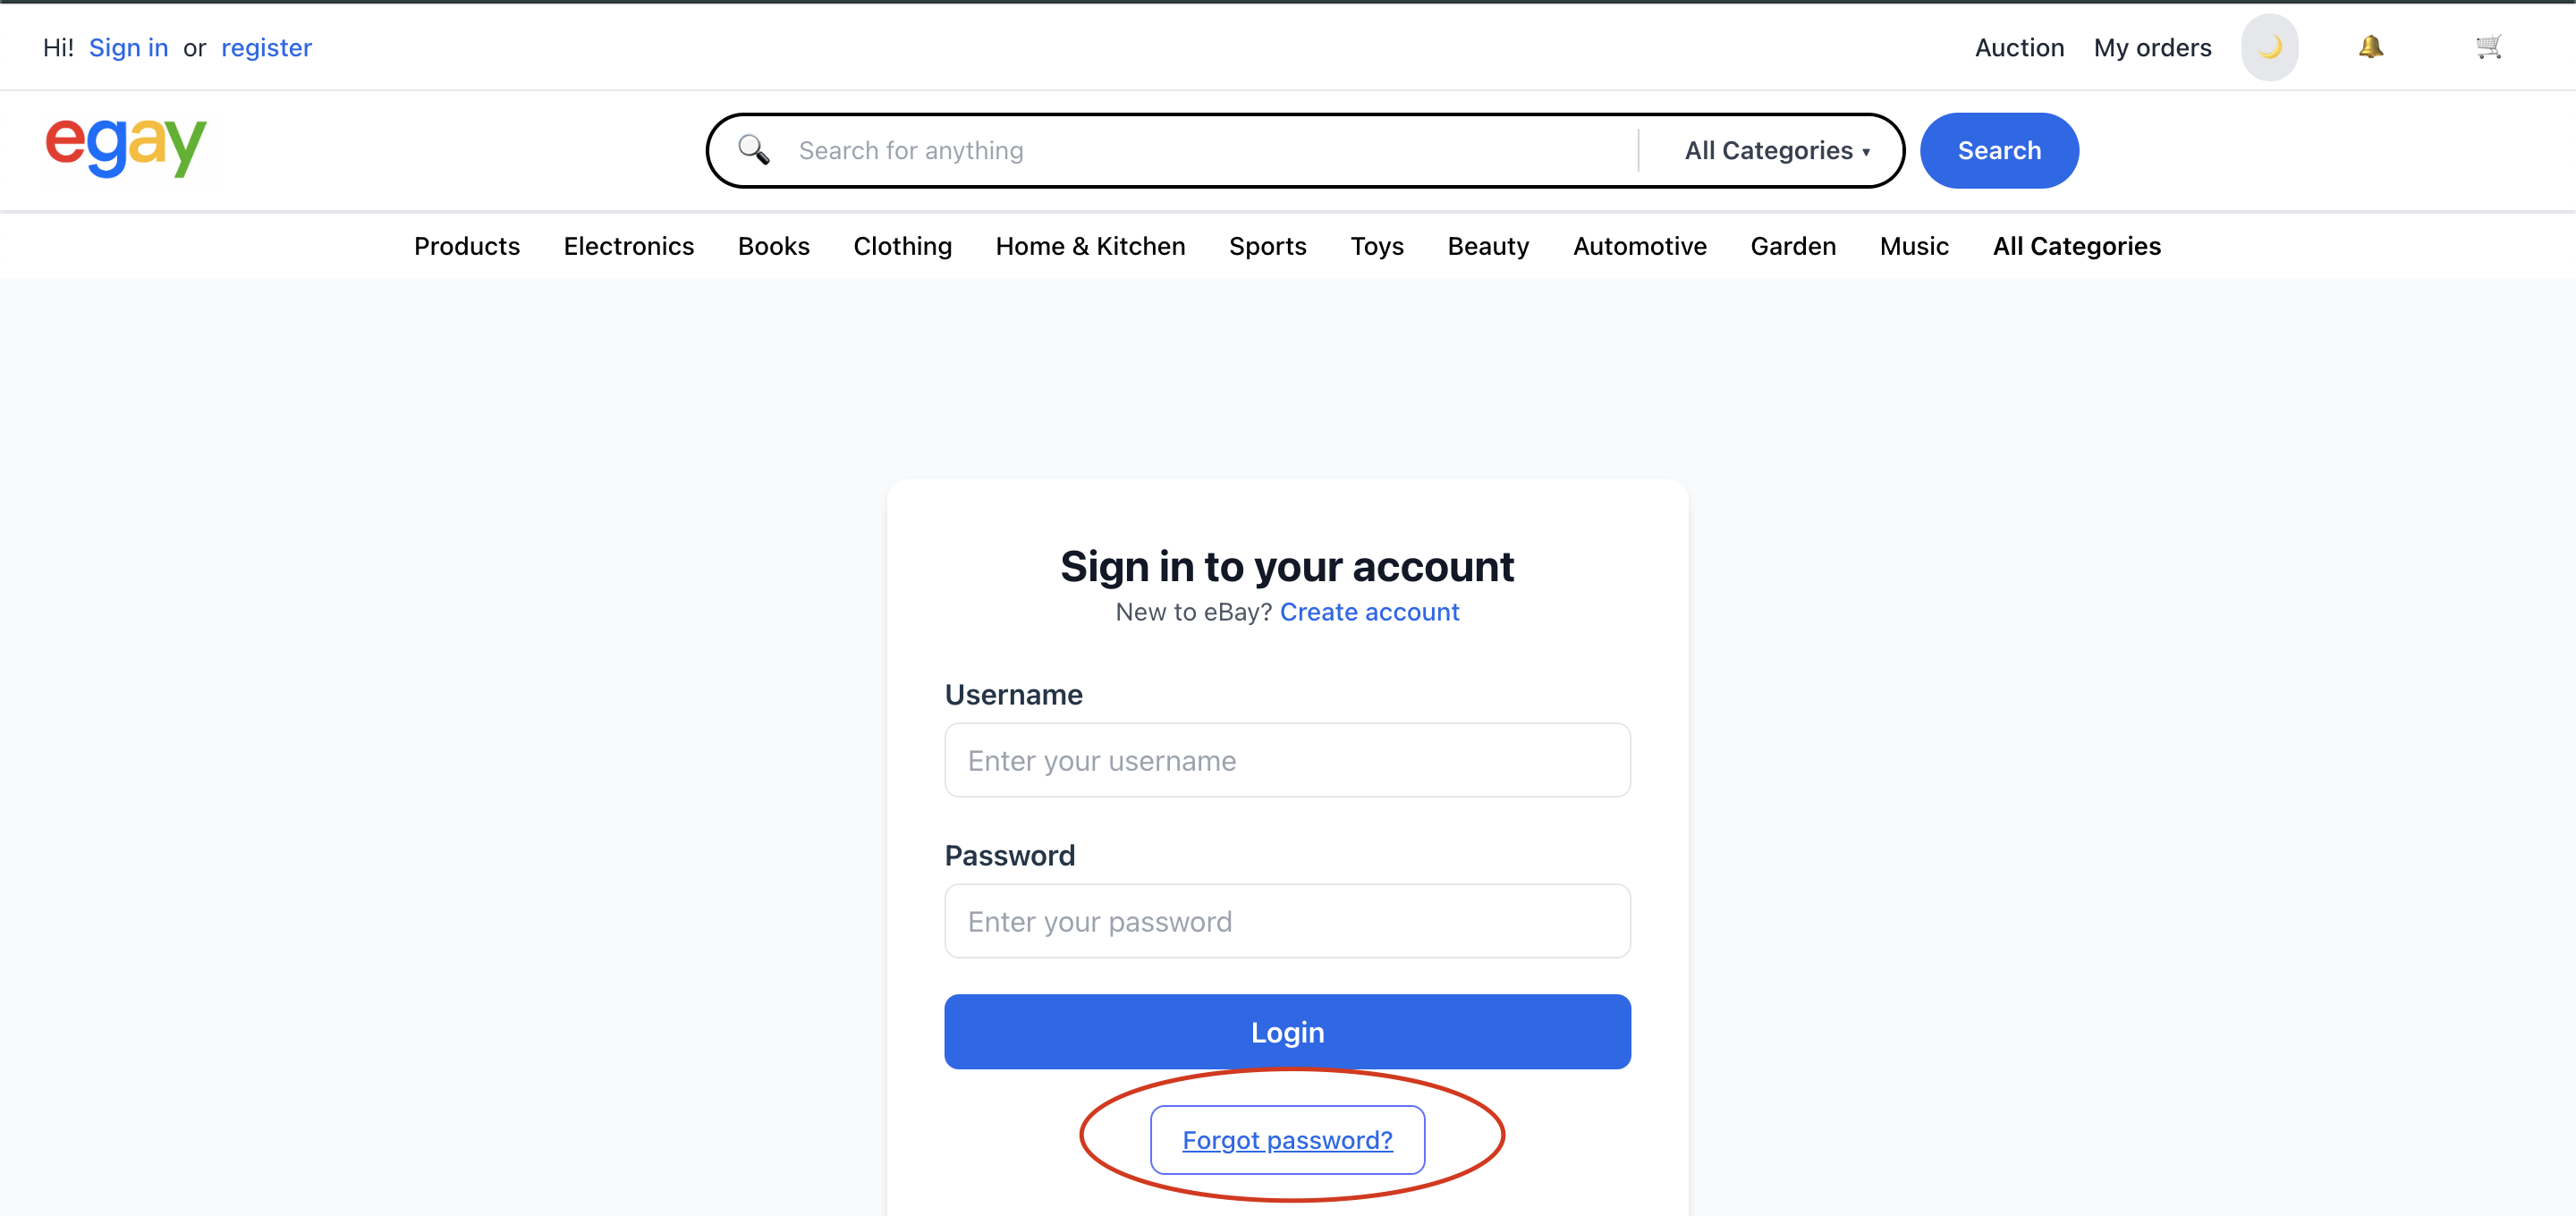 Hi! Sign in or register
Auction My orders
egay
Search for anything
All Categories ▾
Search
Products Electronics Books Clothing Home & Kitchen Sports Toys Beauty Automotive Garden Music All Categories
Sign in to your account
New to eBay? Create account
Username
Enter your username
Password
Enter your password
Login
Forgot password?